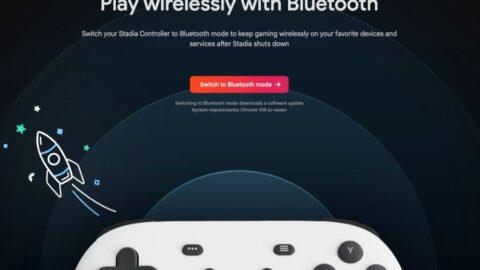 Play wirelessly with Bluetooth
Switch your Stadia Controller to Bluetooth mode to keep gaming wirelessly on your favorite devices and
services after Stadia shuts down
Switch to Bluetooth mode →
Switching to Bluetooth mode downloads a software update
System requirements: Chrome 108 or newer
Y